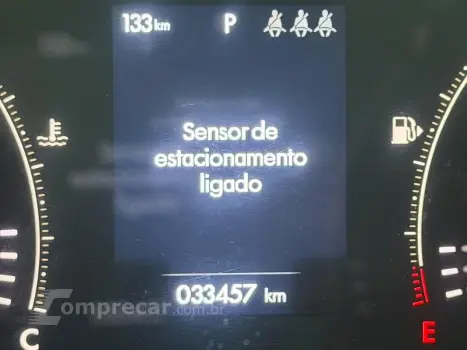 133 km P
Sensor de
estacionamento
ligado
033457 km
C E
Comprecar.com.br